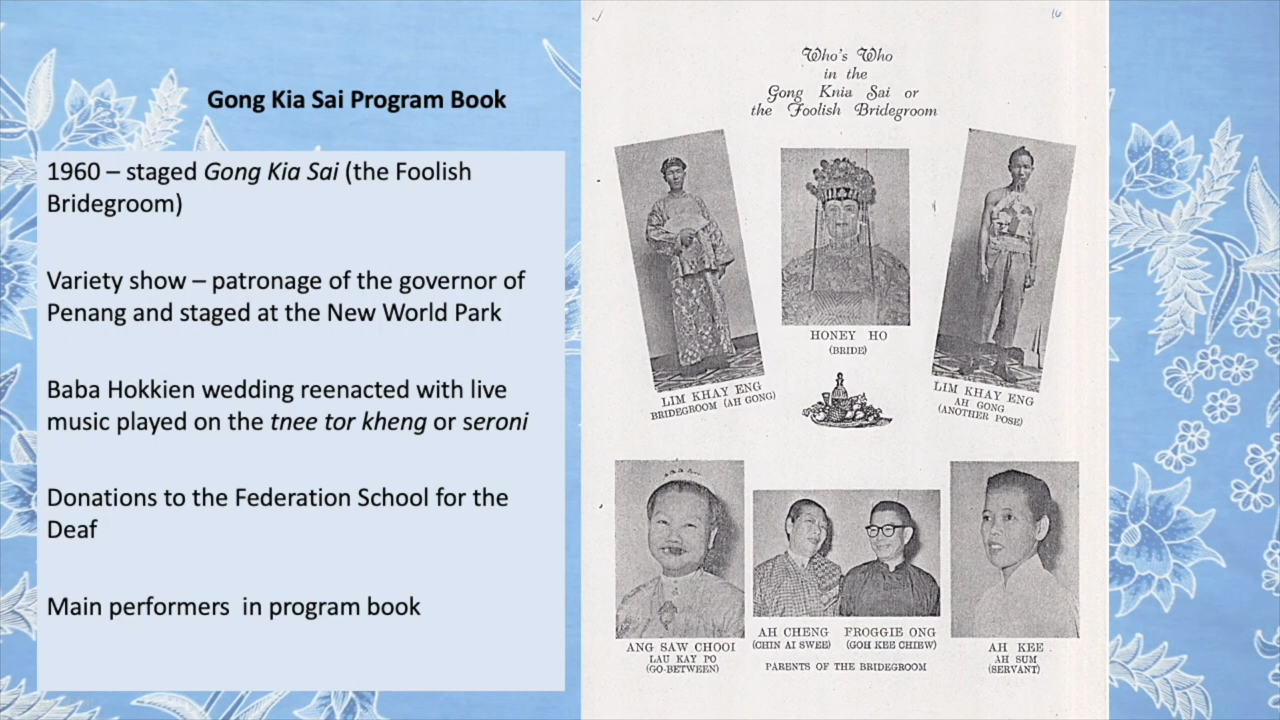 Gong Kia Sai Program Book
1960 – staged Gong Kia Sai (the Foolish
Bridegroom)
Variety show – patronage of the governor of
Penang and staged at the New World Park
Baba Hokkien wedding reenacted with live
music played on the tnee tor kheng or seroni
Donations to the Federation School for the
Deaf
Main performers in program book
16
Who's Who
in the
Gong Knia Sai or
the Foolish Bridegroom
LIM KHAY ENG
BRIDEGROOM (AH GONG)
HONEY HO
(BRIDE)
LIM KHAY ENG
AH GONG
(ANOTHER POSE)
ANG SAW CHOOI
LAU KAY PO
(GO-BETWEEN)
AH CHENG
(CHIN AI SWEE)
FROGGIE ONG
(GOH KEE CHIEW)
PARENTS OF THE BRIDEGROOM
AH KEE
AH SUM
(SERVANT)